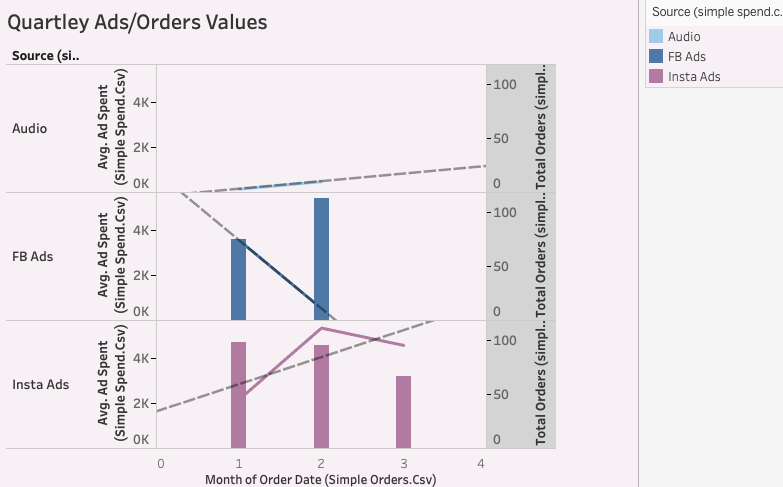 Quartley Ads/Orders Values
Source (si..
Audio
Avg. Ad Spent
(Simple Spend.Csv)
4K
2K
0K
100
50
0
Total Orders (simpl..
FB Ads
Avg. Ad Spent
(Simple Spend.Csv)
4K
2K
0K
100
50
0
Total Orders (simpl..
Insta Ads
Avg. Ad Spent
(Simple Spend.Csv)
4K
2K
0K
100
50
0
Total Orders (simpl..
0 1 2 3 4
Month of Order Date (Simple Orders.Csv)
Source (simple spend.c.
Audio
FB Ads
Insta Ads